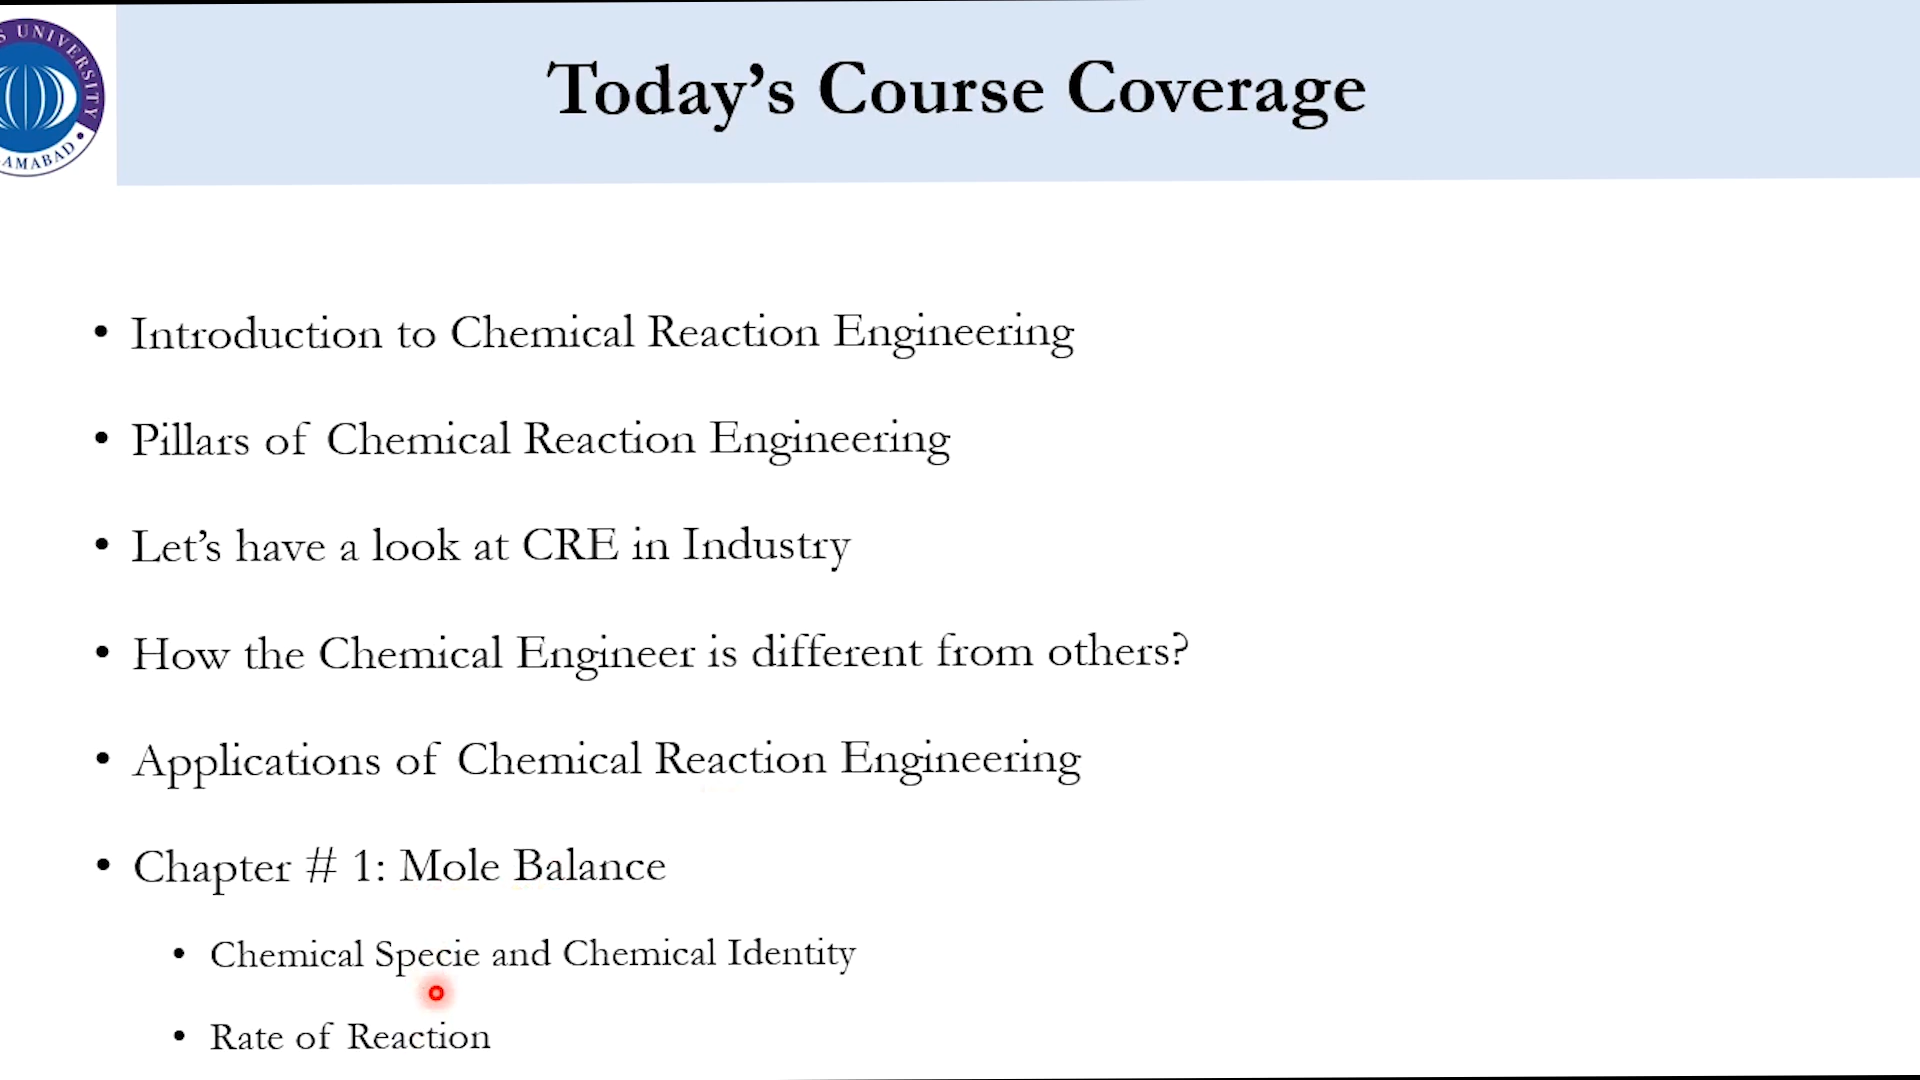 S UNIVERSITY
AMABAD
Today’s Course Coverage
• Introduction to Chemical Reaction Engineering
• Pillars of Chemical Reaction Engineering
• Let’s have a look at CRE in Industry
• How the Chemical Engineer is different from others?
• Applications of Chemical Reaction Engineering
• Chapter # 1: Mole Balance
• Chemical Specie and Chemical Identity
• Rate of Reaction